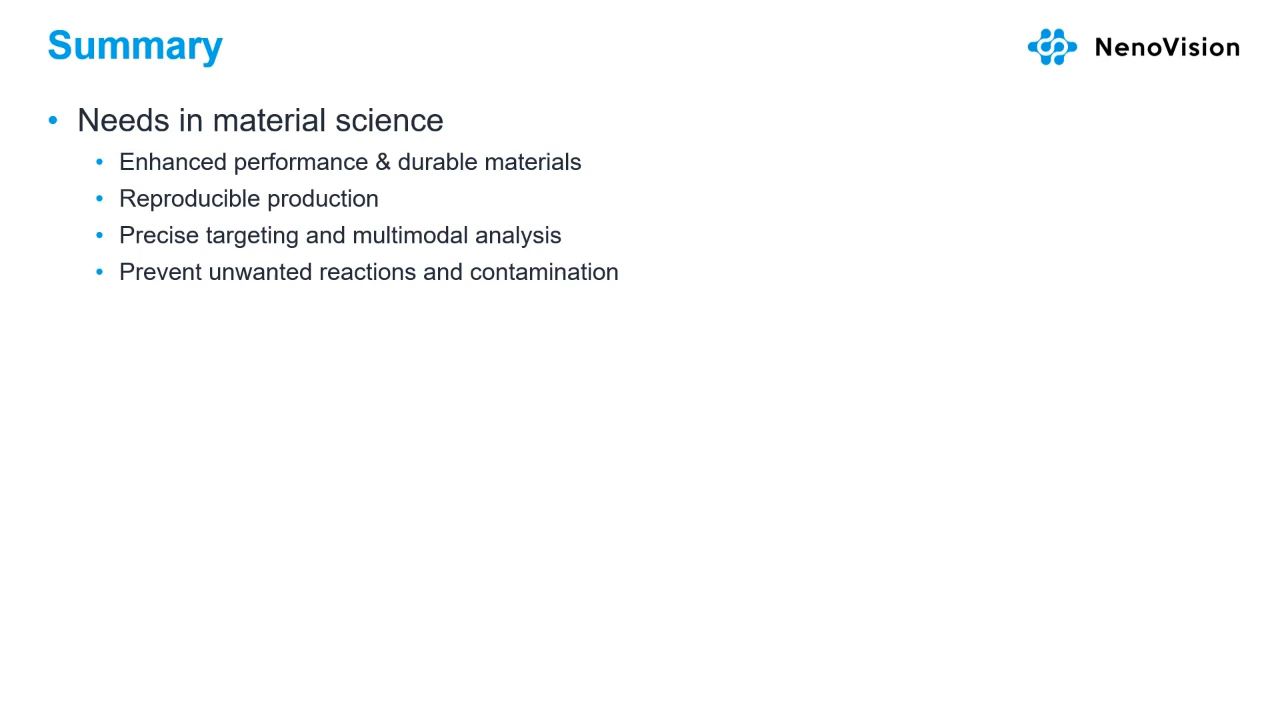 Summary
NenoVision
• Needs in material science
• Enhanced performance & durable materials
• Reproducible production
• Precise targeting and multimodal analysis
• Prevent unwanted reactions and contamination